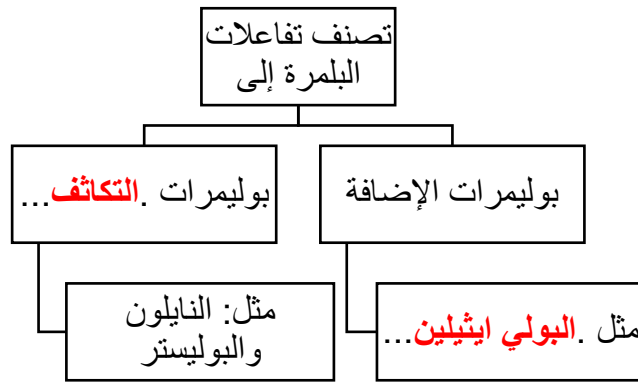 تصنف تفاعلات
البلمرة إلى
بوليمرات الإضافة
بوليمرات .التكاثف...
مثل .البولي ايثيلين...
مثل: النايلون
والبوليستر